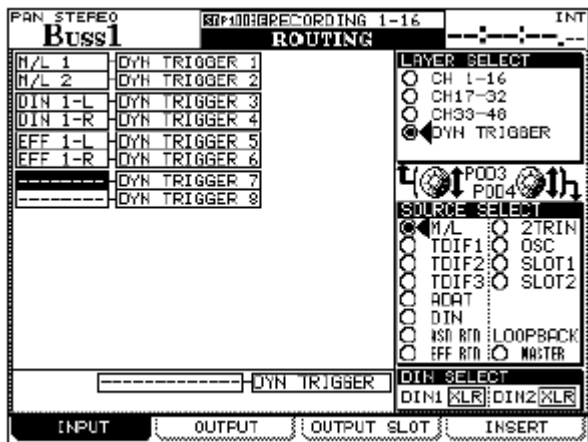 PAN STEREO
Buss1
RECORDING 1-16
ROUTING
INT
--:--:--.--
M/L 1 DYN TRIGGER 1
M/L 2 DYN TRIGGER 2
DIN 1-L DYN TRIGGER 3
DIN 1-R DYN TRIGGER 4
EFF 1-L DYN TRIGGER 5
EFF 1-R DYN TRIGGER 6
--------- DYN TRIGGER 7
--------- DYN TRIGGER 8
LAYER SELECT
CH 1-16
CH17-32
CH33-48
DYN TRIGGER
POD3
POD4
SOURCE SELECT
M/L 2TRIN
TDIF1 OSC
TDIF2 SLOT1
TDIF3 SLOT2
ADAT
DIN
ASN RTN LOOPBACK
EFF RTN MASTER
--------------- DYN TRIGGER
DIN SELECT
DIN1 XLR DIN2 XLR
INPUT OUTPUT OUTPUT SLOT INSERT